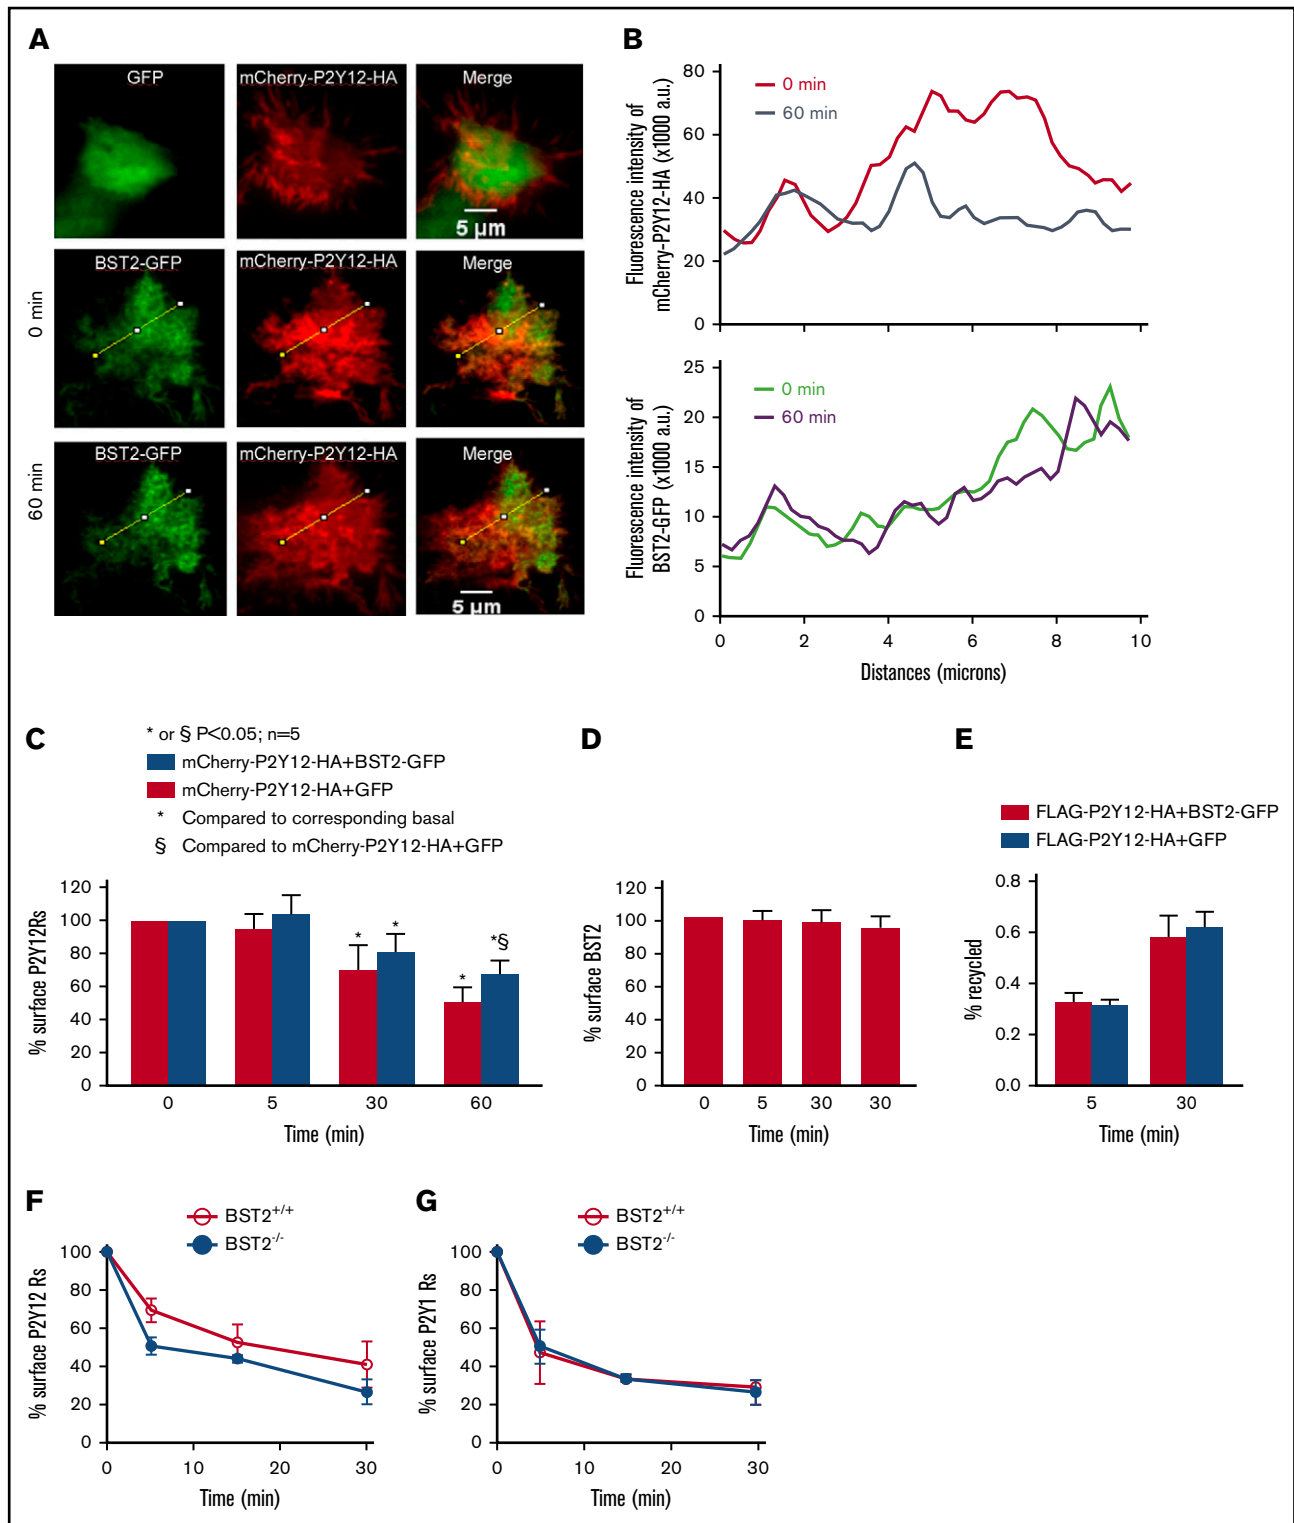 A
GFP
mCherry-P2Y12-HA
Merge
5 µm
0 min
BST2-GFP
mCherry-P2Y12-HA
Merge
60 min
BST2-GFP
mCherry-P2Y12-HA
Merge
5 µm
B
Fluorescence intensity of
mCherry-P2Y12-HA (x1000 a.u.)
80
60
40
20
0
0 min
60 min
Fluorescence intensity of
BST2-GFP (x1000 a.u.)
25
20
15
10
5
0
0 min
60 min
0 2 4 6 8 10
Distances (microns)
C
* or § P<0.05; n=5
mCherry-P2Y12-HA+BST2-GFP
mCherry-P2Y12-HA+GFP
* Compared to corresponding basal
§ Compared to mCherry-P2Y12-HA+GFP
% surface P2Y12Rs
120
100
80
60
40
20
0
* * * *§
0 5 30 60
Time (min)
D
% surface BST2
120
100
80
60
40
20
0
0 5 30 30
Time (min)
E
FLAG-P2Y12-HA+BST2-GFP
FLAG-P2Y12-HA+GFP
% recycled
0.8
0.6
0.4
0.2
0.0
5 30
Time (min)
F
BST2+/+
BST2-/-
% surface P2Y12 Rs
100
80
60
40
20
0
0 10 20 30
Time (min)
G
BST2+/+
BST2-/-
% surface P2Y1 Rs
100
80
60
40
20
0
0 10 20 30
Time (min)